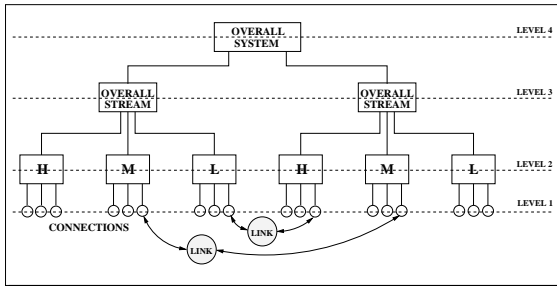 OVERALL
SYSTEM
LEVEL 4
OVERALL
STREAM
OVERALL
STREAM
LEVEL 3
H
M
L
H
M
L
LEVEL 2
LEVEL 1
CONNECTIONS
LINK
LINK